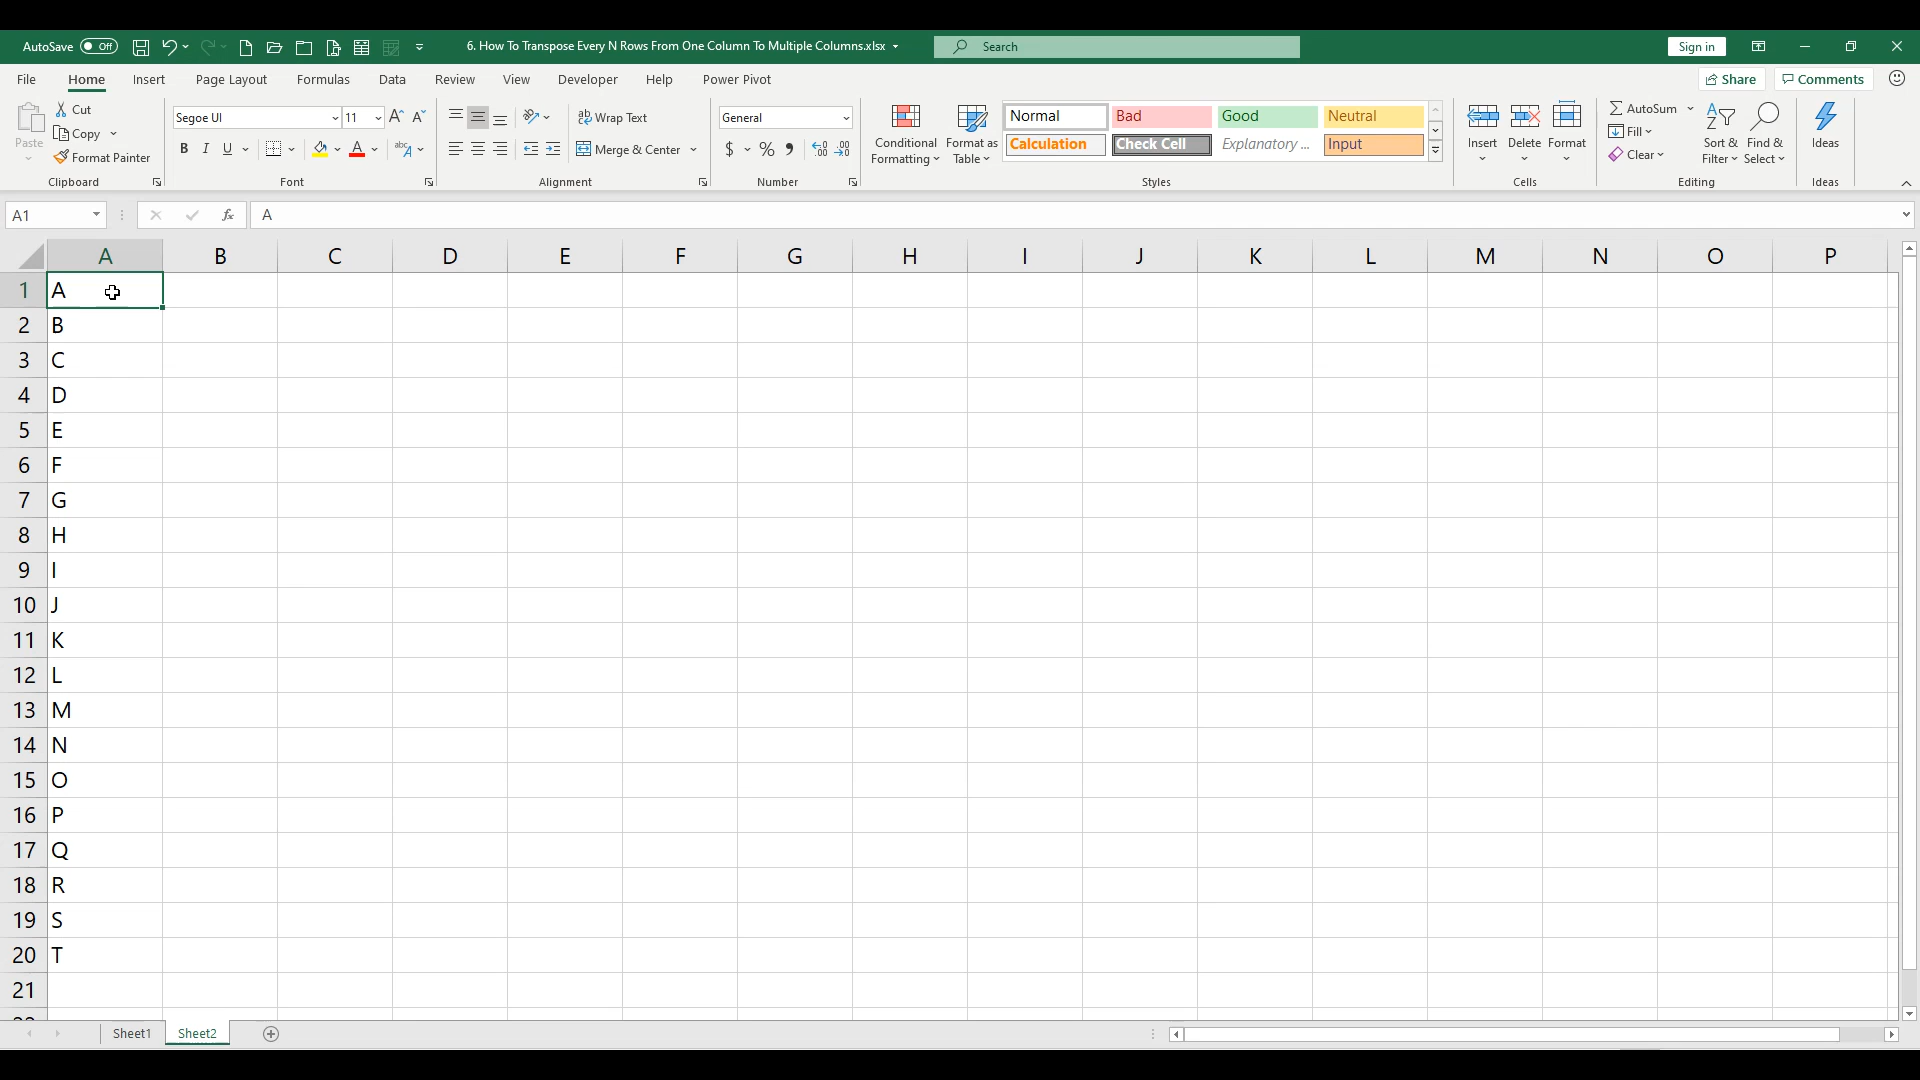 AutoSave Off 6. How To Transpose Every N Rows From One Column To Multiple Columns.xlsx Search Sign in
File Home Insert Page Layout Formulas Data Review View Developer Help Power Pivot Share Comments
Paste
Cut
Copy
Format Painter
Clipboard
Segoe UI 11
B I U A abc A
Font
ab Wrap Text
Merge & Center
Alignment
General
$ % 9
Number
Conditional Formatting
Format as Table
Normal Bad Good Neutral
Calculation Check Cell Explanatory ... Input
Styles
Insert Delete Format
Cells
AutoSum
Fill
Clear
Sort & Filter
Find & Select
Editing
Ideas
Ideas
A1 fx A
A B C D E F G H I J K L M N O P
1 A
2 B
3 C
4 D
5 E
6 F
7 G
8 H
9 I
10 J
11 K
12 L
13 M
14 N
15 O
16 P
17 Q
18 R
19 S
20 T
21
Sheet1 Sheet2